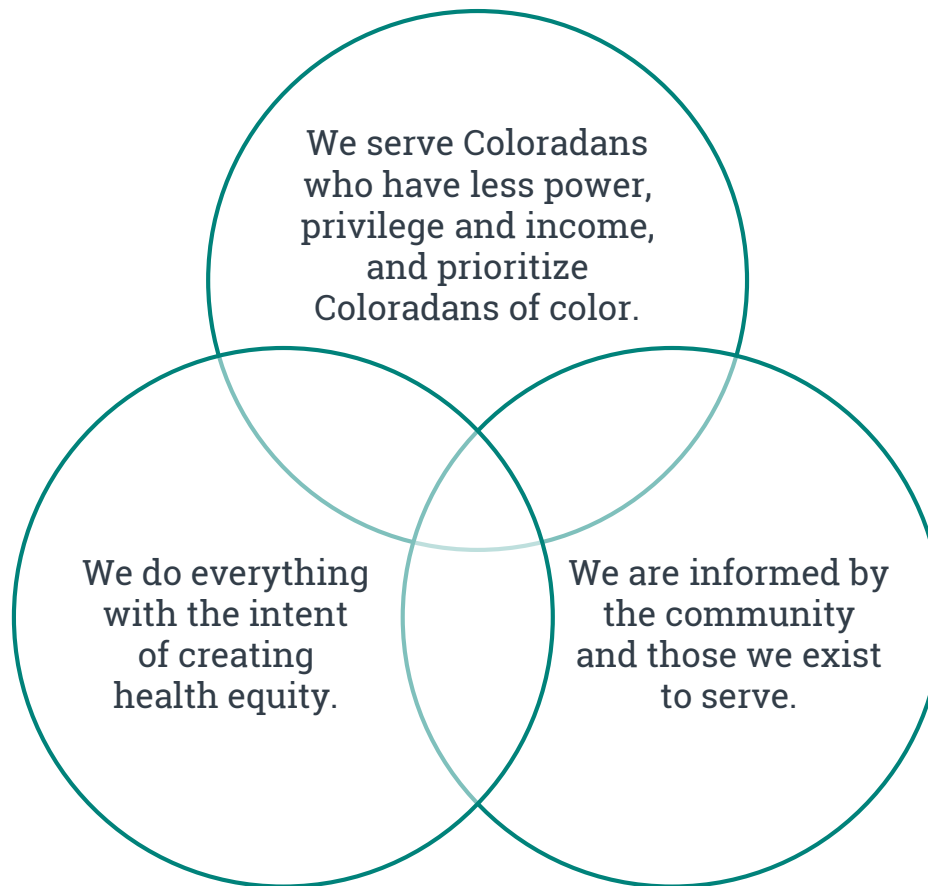 We serve Coloradans
who have less power,
privilege and income,
and prioritize
Coloradans of color.
We do everything
with the intent
of creating
health equity.
We are informed by
the community
and those we exist
to serve.